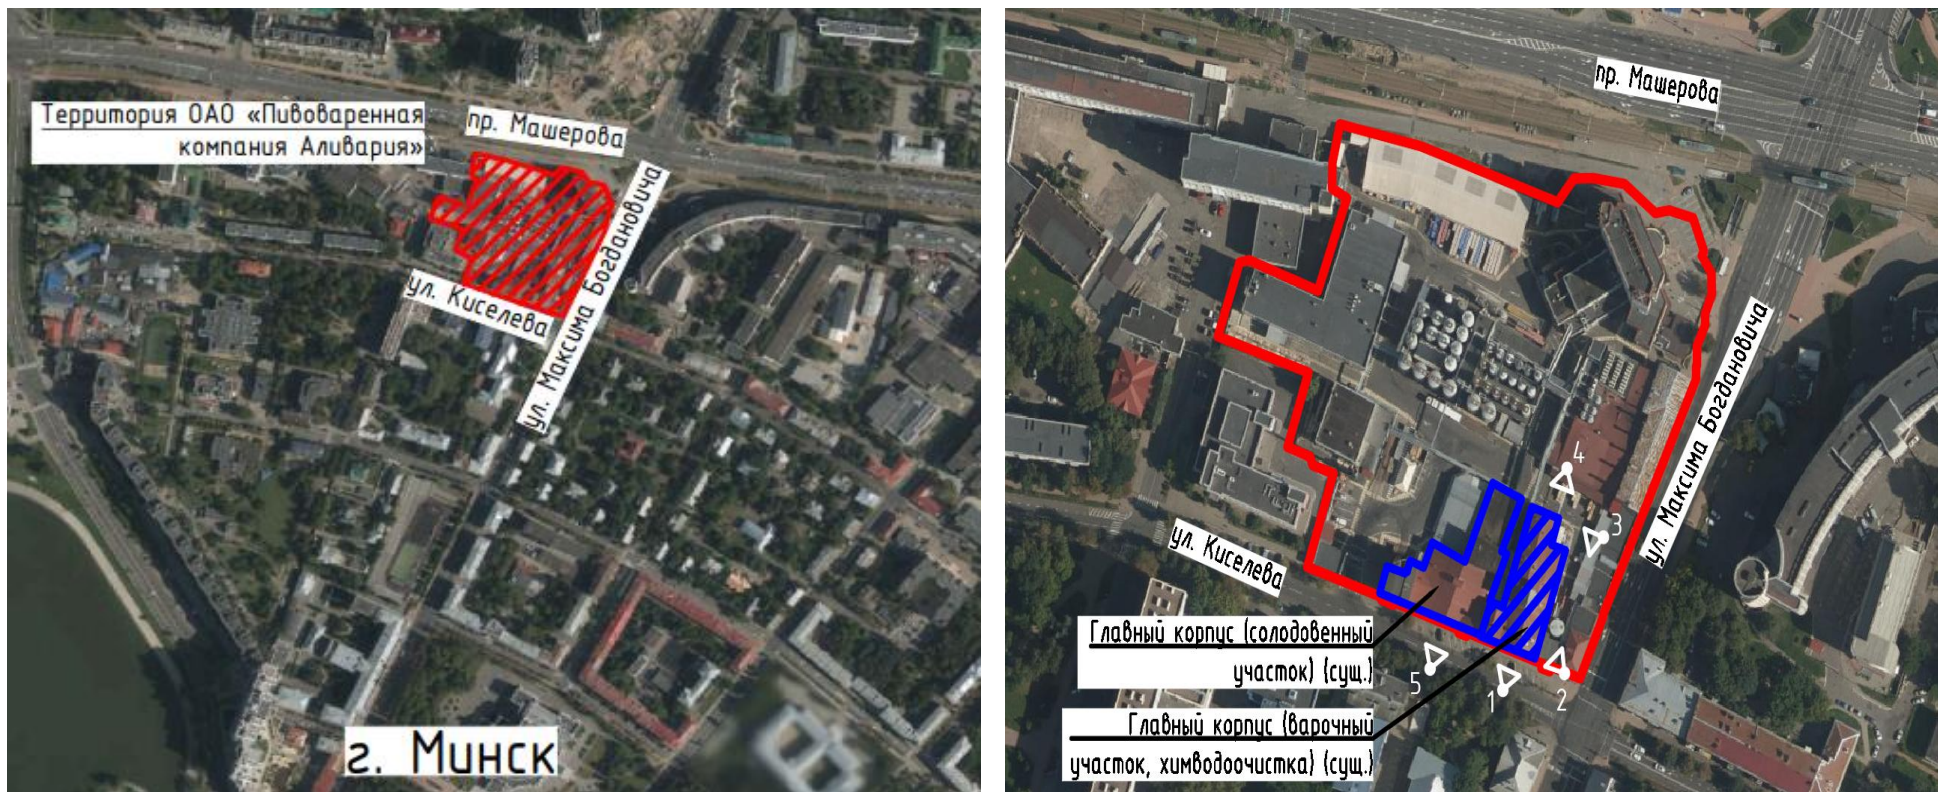 Территория ОАО «Пивоваренная
компания Аливария»
пр. Машерова
ул. Максима Богдановича
ул. Киселева
г. Минск
пр. Машерова
ул. Максима Богдановича
ул. Киселева
4
3
Главный корпус (солодовенный
участок) (сущ.)
5
1
2
Главный корпус (варочный
участок, химводоочистка) (сущ.)